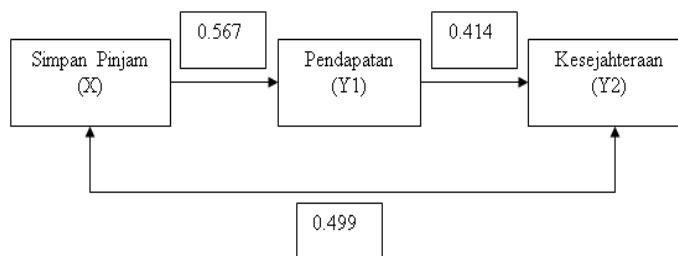 0.567
0.414
Simpan Pinjam
(X)
Pendapatan
(Y1)
Kesejahteraan
(Y2)
0.499